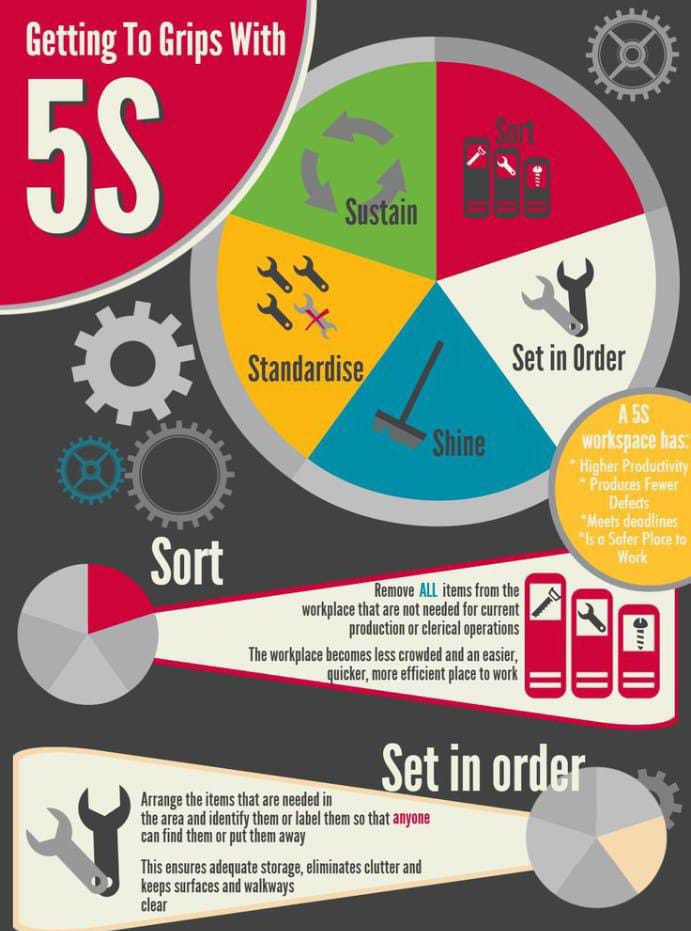 Getting To Grips With
5S
Sort
Sustain
Set in Order
Standardise
Shine
A 5S
workspace has:
* Higher Productivity
* Produces Fewer
Defects
*Meets deadlines
*Is a Safer Place to
Work
Sort
Remove ALL items from the
workplace that are not needed for current
production or clerical operations
The workplace becomes less crowded and an easier,
quicker, more efficient place to work
Set in order
Arrange the items that are needed in
the area and identify them or label them so that anyone
can find them or put them away
This ensures adequate storage, eliminates clutter and
keeps surfaces and walkways
clear